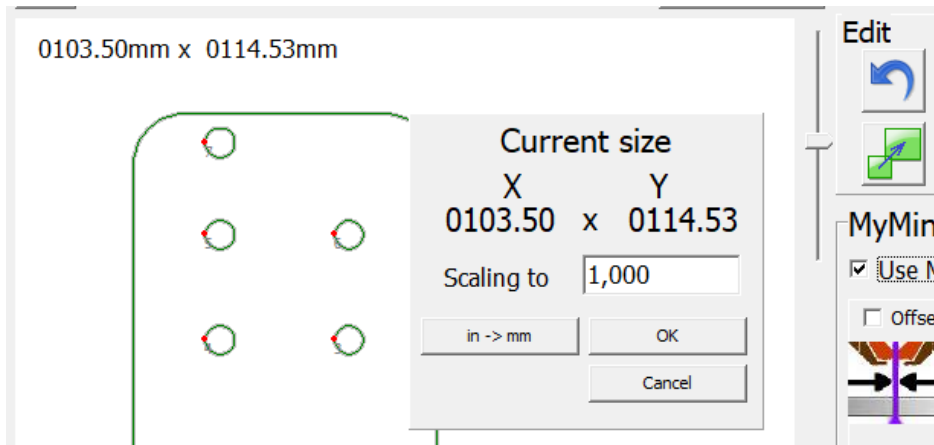 0103.50mm x 0114.53mm
Edit
Current size
X Y
0103.50 x 0114.53
Scaling to 1,000
in -> mm OK
Cancel
MyMin
Use
Offse